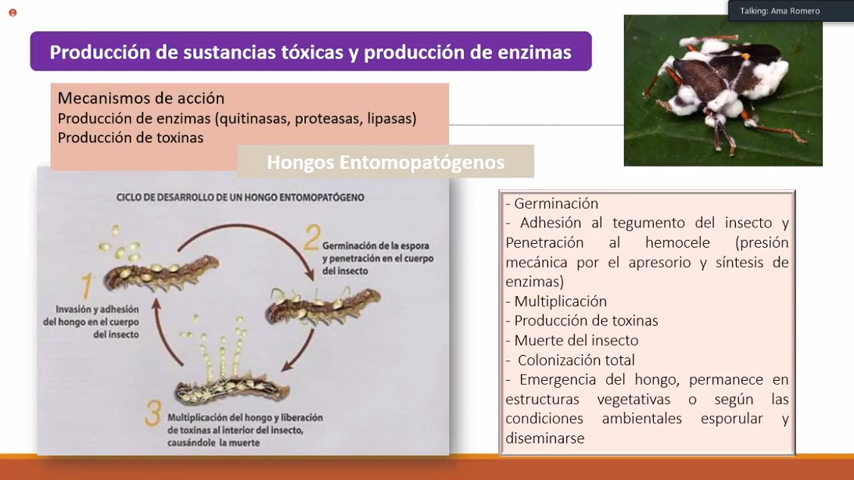 Talking: Ama Romero
Producción de sustancias tóxicas y producción de enzimas
Mecanismos de acción
Producción de enzimas (quitinasas, proteasas, lipasas)
Producción de toxinas
Hongos Entomopatógenos
CICLO DE DESARROLLO DE UN HONGO ENTOMOPATÓGENO
1
Invasión y adhesión
del hongo en el cuerpo
del insecto
2
Germinación de la espora
y penetración en el cuerpo
del insecto
3
Multiplicación del hongo y liberación
de toxinas al interior del insecto,
causándole la muerte
- Germinación
- Adhesión al tegumento del insecto y
Penetración al hemocele (presión
mecánica por el apresorio y síntesis de
enzimas)
- Multiplicación
- Producción de toxinas
- Muerte del insecto
- Colonización total
- Emergencia del hongo, permanece en
estructuras vegetativas o según las
condiciones ambientales esporular y
diseminarse